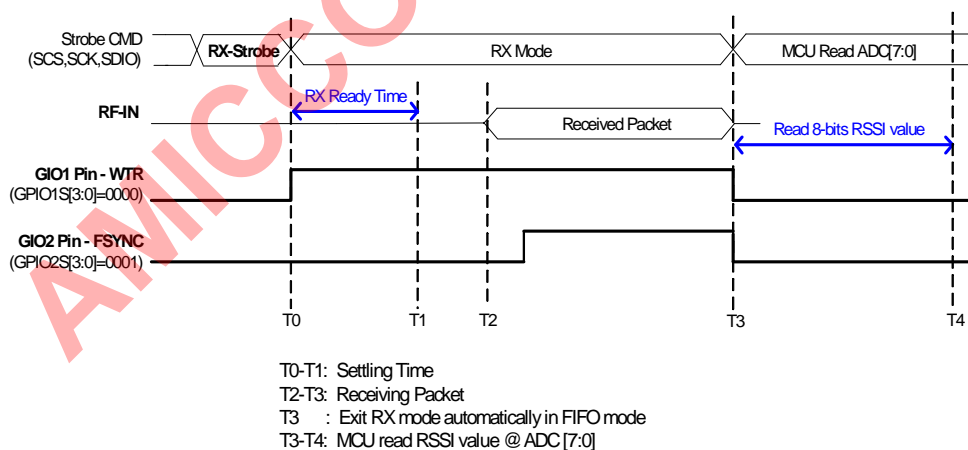 Strobe CMD
(SCS,SCK,SDIO)
RX-Strobe
RX Mode
MCU Read ADC[7:0]
RX Ready Time
RF-IN
Received Packet
Read 8-bits RSSI value
GIO1 Pin - WTR
(GPIO1S[3:0]=0000)
GIO2 Pin - FSYNC
(GPIO2S[3:0]=0001)
T0 T1 T2 T3 T4
T0-T1: Settling Time
T2-T3: Receiving Packet
T3 : Exit RX mode automatically in FIFO mode
T3-T4: MCU read RSSI value @ ADC [7:0]
AMICCO